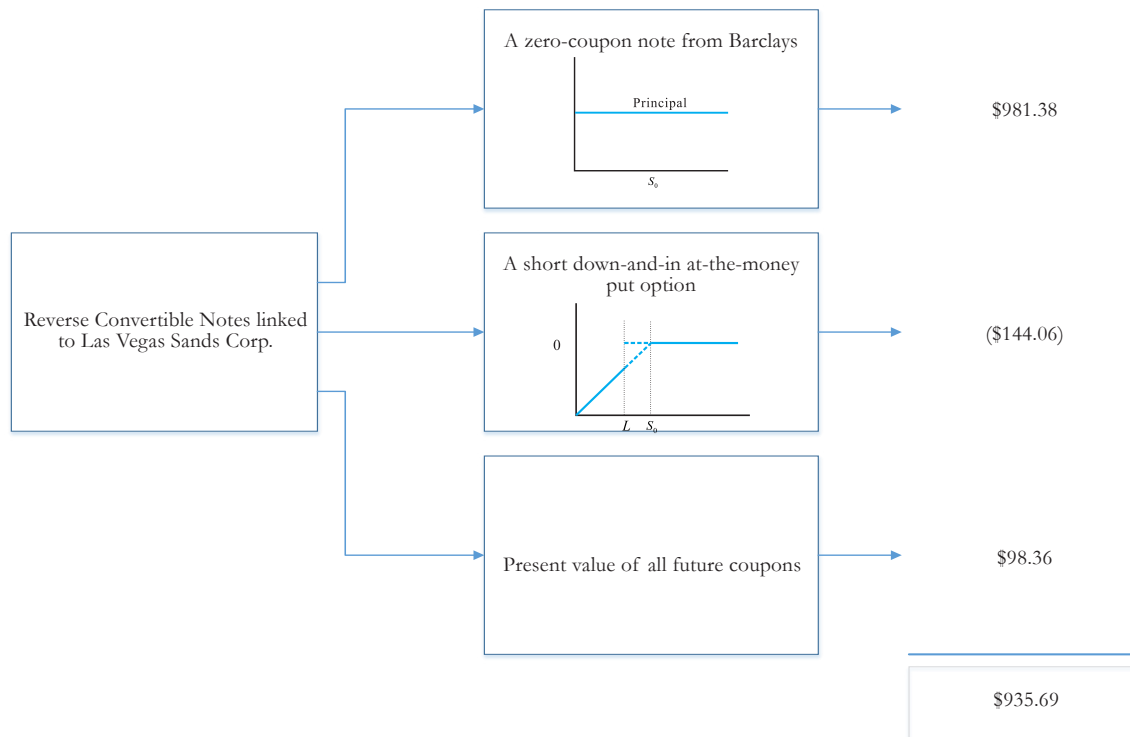 A zero-coupon note from Barclays
Principal
S₀
$981.38
Reverse Convertible Notes linked
to Las Vegas Sands Corp.
A short down-and-in at-the-money
put option
0
L S₀
($144.06)
Present value of all future coupons
$98.36
$935.69